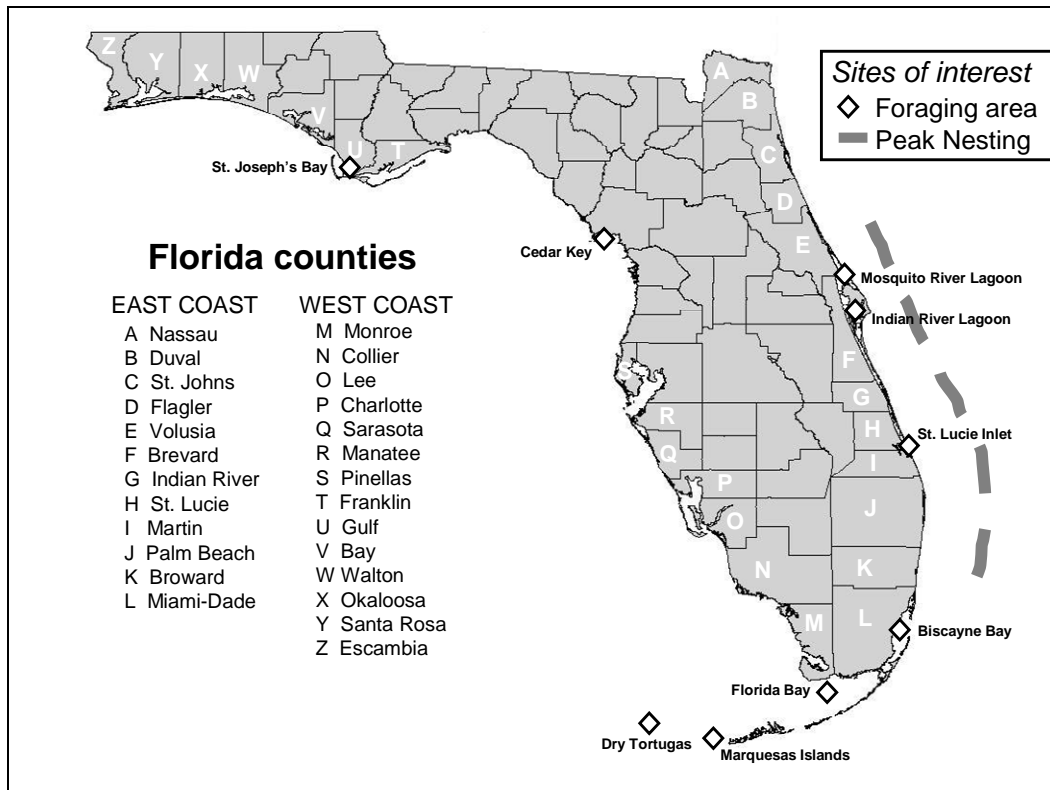 Z
Y
X
W
V
U
T
St. Joseph's Bay
A
B
C
D
E
Sites of interest
Foraging area
Peak Nesting
Cedar Key
Mosquito River Lagoon
Indian River Lagoon
F
G
H
St. Lucie Inlet
I
J
K
L
S
R
Q
P
O
N
M
Biscayne Bay
Florida Bay
Dry Tortugas
Marquesas Islands
Florida counties
EAST COAST
A Nassau
B Duval
C St. Johns
D Flagler
E Volusia
F Brevard
G Indian River
H St. Lucie
I Martin
J Palm Beach
K Broward
L Miami-Dade
WEST COAST
M Monroe
N Collier
O Lee
P Charlotte
Q Sarasota
R Manatee
S Pinellas
T Franklin
U Gulf
V Bay
W Walton
X Okaloosa
Y Santa Rosa
Z Escambia